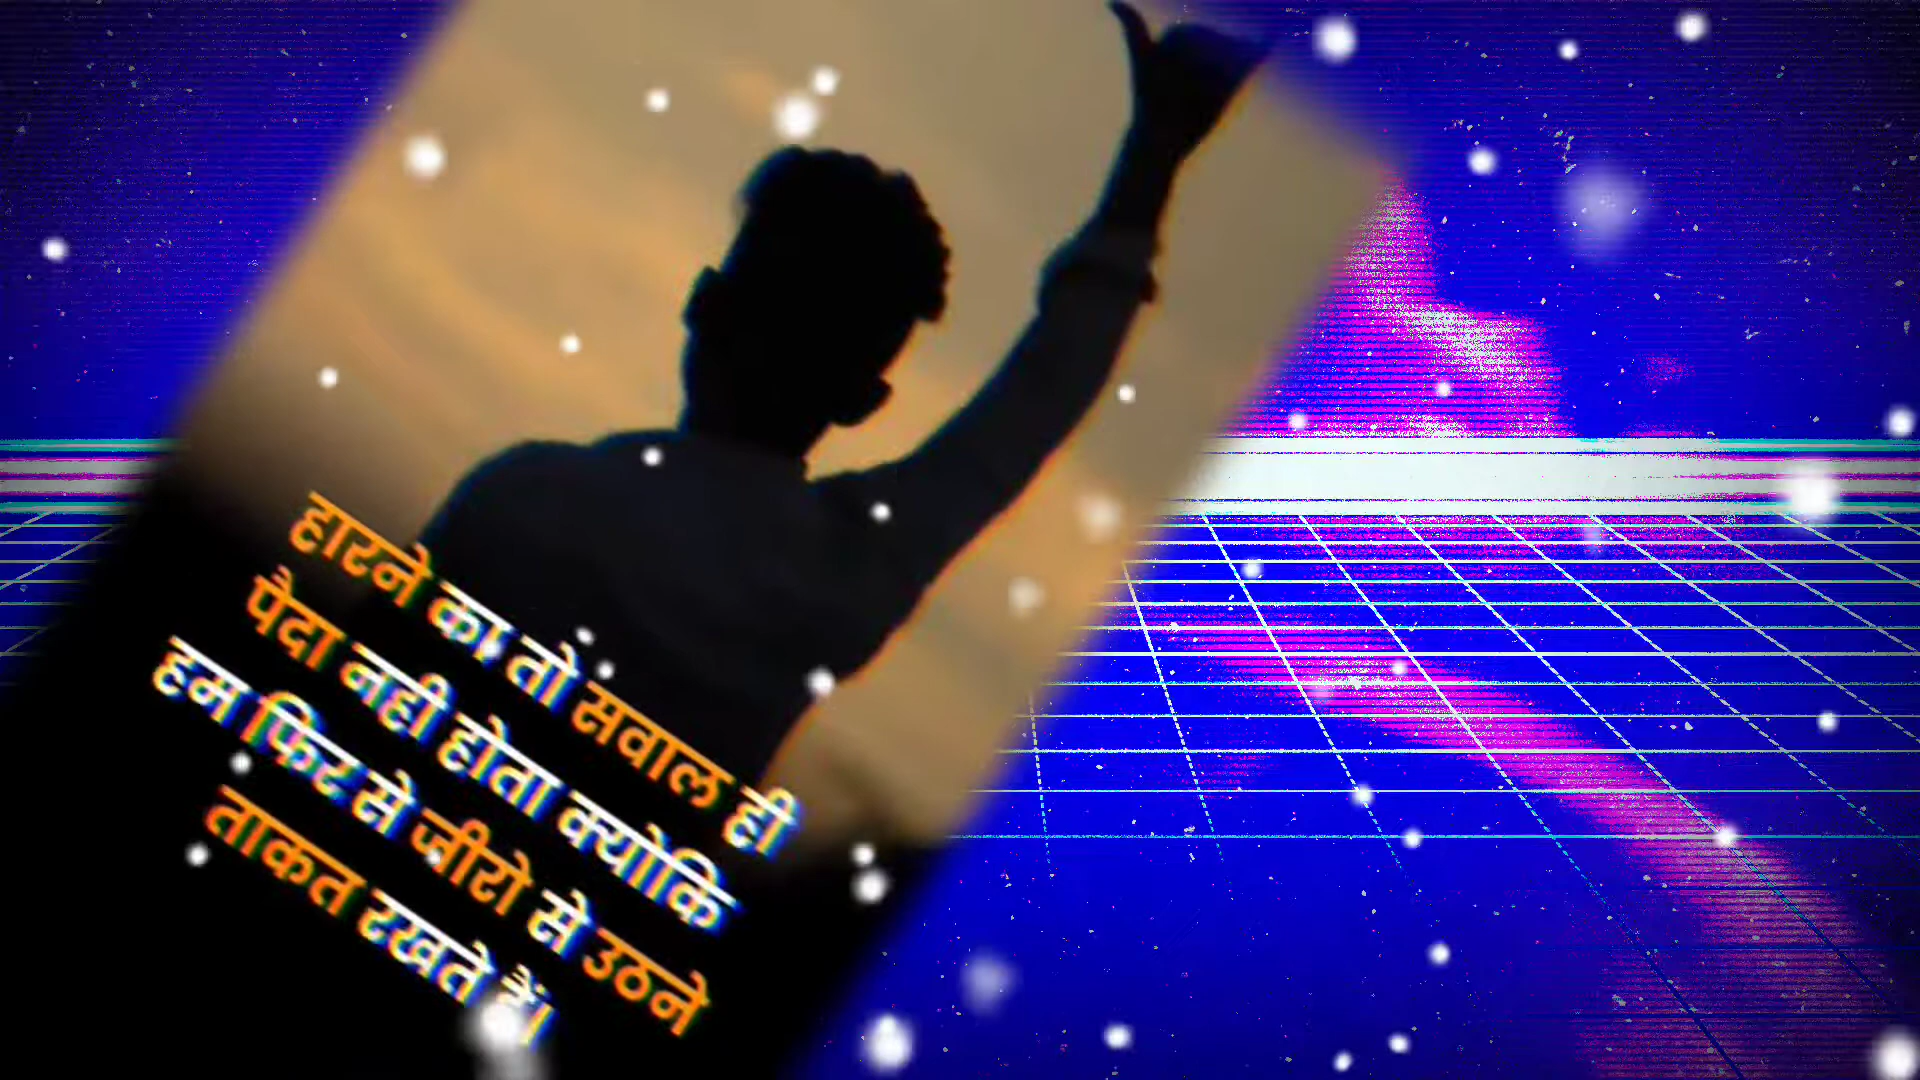 हारने का तो सवाल ही
पैदा नही होता क्योकि
हम फिर से जीरो से उठने
ताकत रखते हैं।